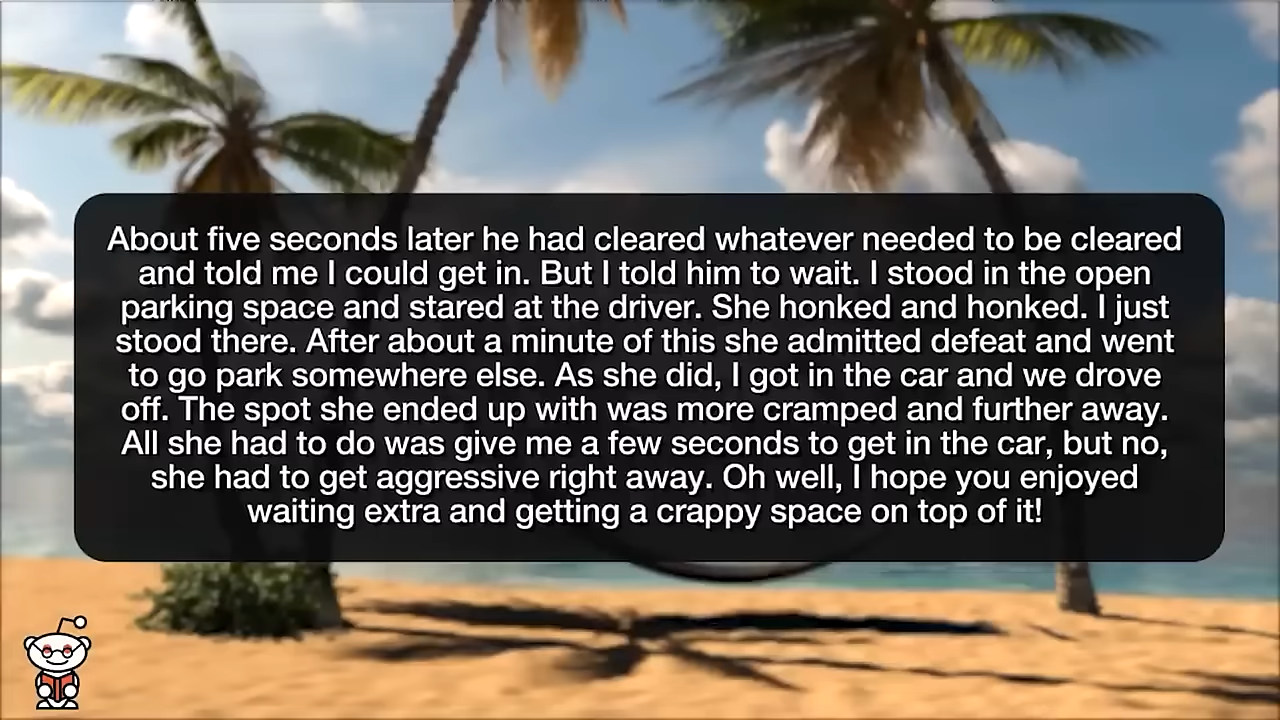 About five seconds later he had cleared whatever needed to be cleared
and told me I could get in. But I told him to wait. I stood in the open
parking space and stared at the driver. She honked and honked. I just
stood there. After about a minute of this she admitted defeat and went
to go park somewhere else. As she did, I got in the car and we drove
off. The spot she ended up with was more cramped and further away.
All she had to do was give me a few seconds to get in the car, but no,
she had to get aggressive right away. Oh well, I hope you enjoyed
waiting extra and getting a crappy space on top of it!